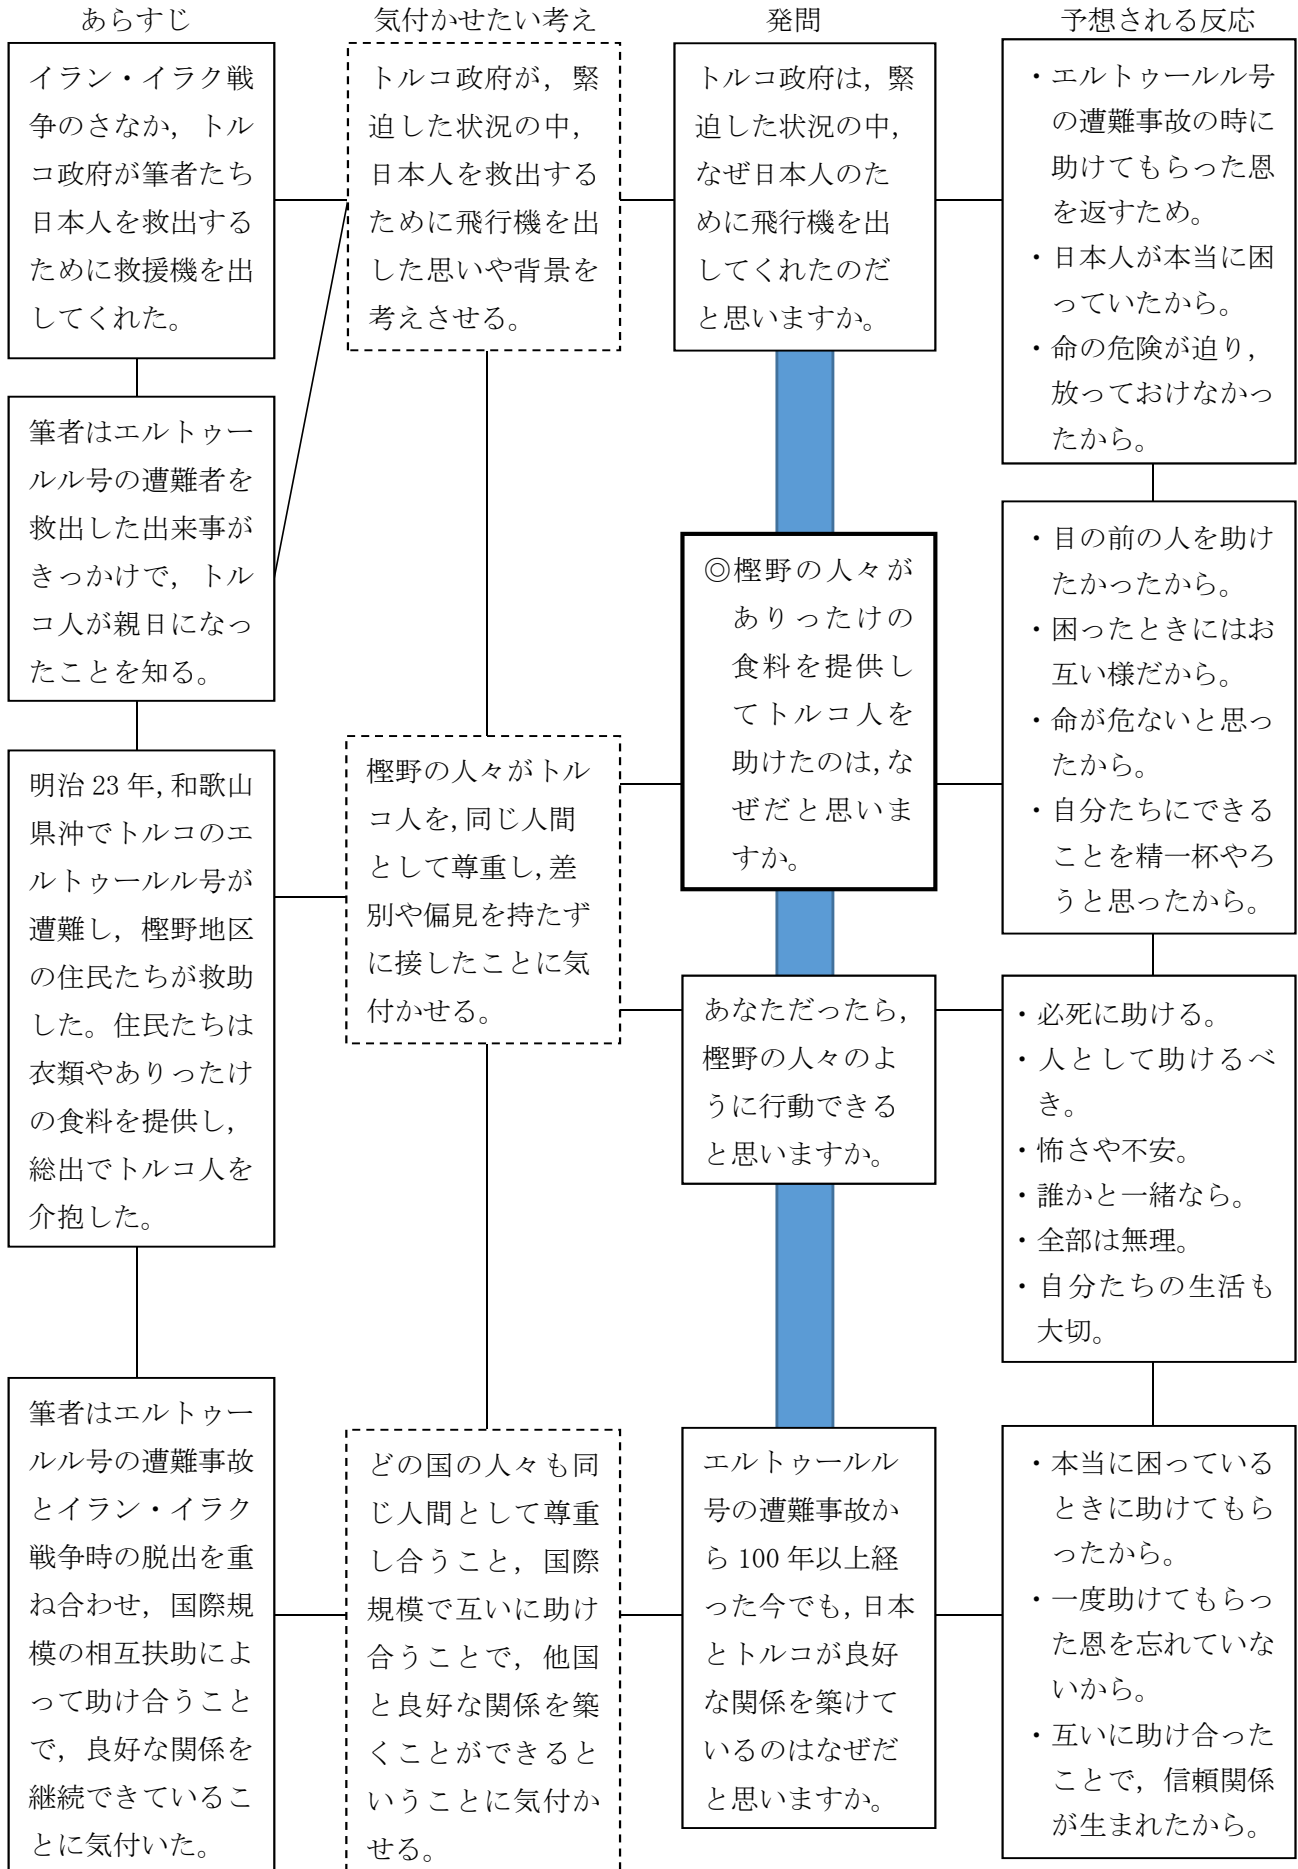 あらすじ
イラン・イラク戦
争のさなか，トル
コ政府が筆者たち
日本人を救出する
ために救援機を出
してくれた。
筆者はエルトゥー
ルル号の遭難者を
救出した出来事が
きっかけで，トル
コ人が親日になっ
たことを知る。
明治 23 年，和歌山
県沖でトルコのエ
ルトゥールル号が
遭難し，樫野地区
の住民たちが救助
した。住民たちは
衣類やありったけ
の食料を提供し，
総出でトルコ人を
介抱した。
筆者はエルトゥー
ルル号の遭難事故
とイラン・イラク
戦争時の脱出を重
ね合わせ，国際規
模の相互扶助によ
って助け合うこと
で，良好な関係を
継続できているこ
とに気付いた。
気付かせたい考え
トルコ政府が，緊
迫した状況の中，
日本人を救出する
ために飛行機を出
した思いや背景を
考えさせる。
樫野の人々がトル
コ人を，同じ人間
として尊重し，差
別や偏見を持たず
に接したことに気
付かせる。
どの国の人々も同
じ人間として尊重
し合うこと，国際
規模で互いに助け
合うことで，他国
と良好な関係を築
くことができると
いうことに気付か
せる。
発問
トルコ政府は，緊
迫した状況の中，
なぜ日本人のた
めに飛行機を出
してくれたのだ
と思いますか。
◎樫野の人々が
ありったけの
食料を提供し
てトルコ人を
助けたのは，な
ぜだと思いま
すか。
あなただったら，
樫野の人々のよ
うに行動できる
と思いますか。
エルトゥールル
号の遭難事故か
ら 100 年以上経
った今でも，日本
とトルコが良好
な関係を築けて
いるのはなぜだ
と思いますか。
予想される反応
・エルトゥールル号
の遭難事故の時に
助けてもらった恩
を返すため。
・日本人が本当に困
っていたから。
・命の危険が迫り，
放っておけなかっ
たから。
・目の前の人を助け
たかったから。
・困ったときにはお
互い様だから。
・命が危ないと思っ
たから。
・自分たちにできる
ことを精一杯やろ
うと思ったから。
・必死に助ける。
・人として助けるべ
き。
・怖さや不安。
・誰かと一緒なら。
・全部は無理。
・自分たちの生活も
大切。
・本当に困っている
ときに助けてもら
ったから。
・一度助けてもらっ
た恩を忘れていな
いから。
・互いに助け合った
ことで，信頼関係
が生まれたから。